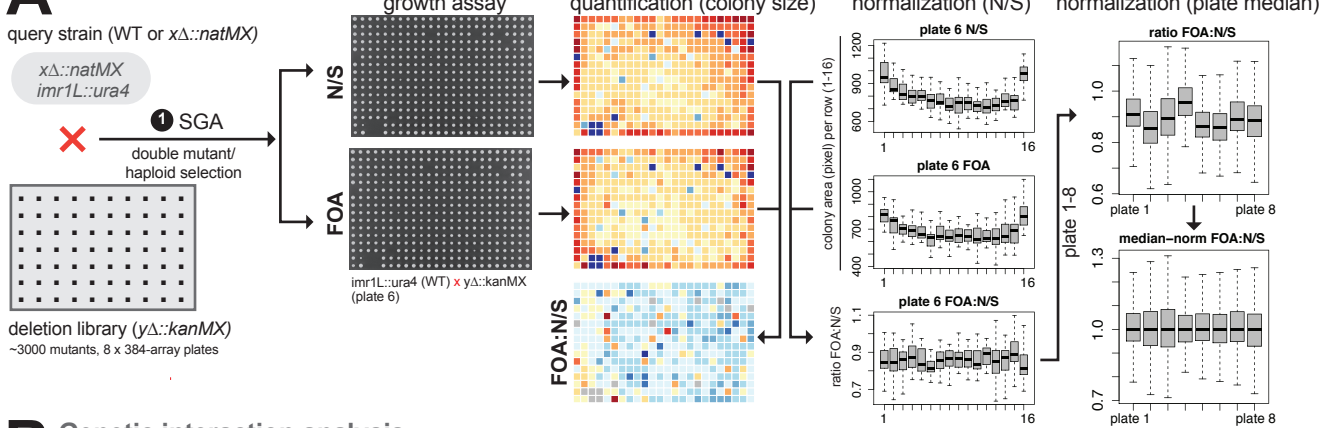 A
growth assay
quantification (colony size)
normalization (N/S)
normalization (plate median)
query strain (WT or xΔ::natMX)
xΔ::natMX
imr1L::ura4
1 SGA
double mutant/
haploid selection
deletion library (yΔ::kanMX)
~3000 mutants, 8 x 384-array plates
N/S
FOA
imr1L::ura4 (WT) x yΔ::kanMX
(plate 6)
FOA:N/S
colony area (pixel) per row (1-16)
plate 6 N/S
1200
900
600
1
16
plate 6 FOA
1000
700
400
1
16
ratio FOA:N/S
plate 6 FOA:N/S
1.1
0.9
0.7
1
16
plate 1-8
ratio FOA:N/S
1.0
0.8
0.6
plate 1
plate 8
median-norm FOA:N/S
1.3
1.0
0.7
plate 1
plate 8
Genetic interaction analysis